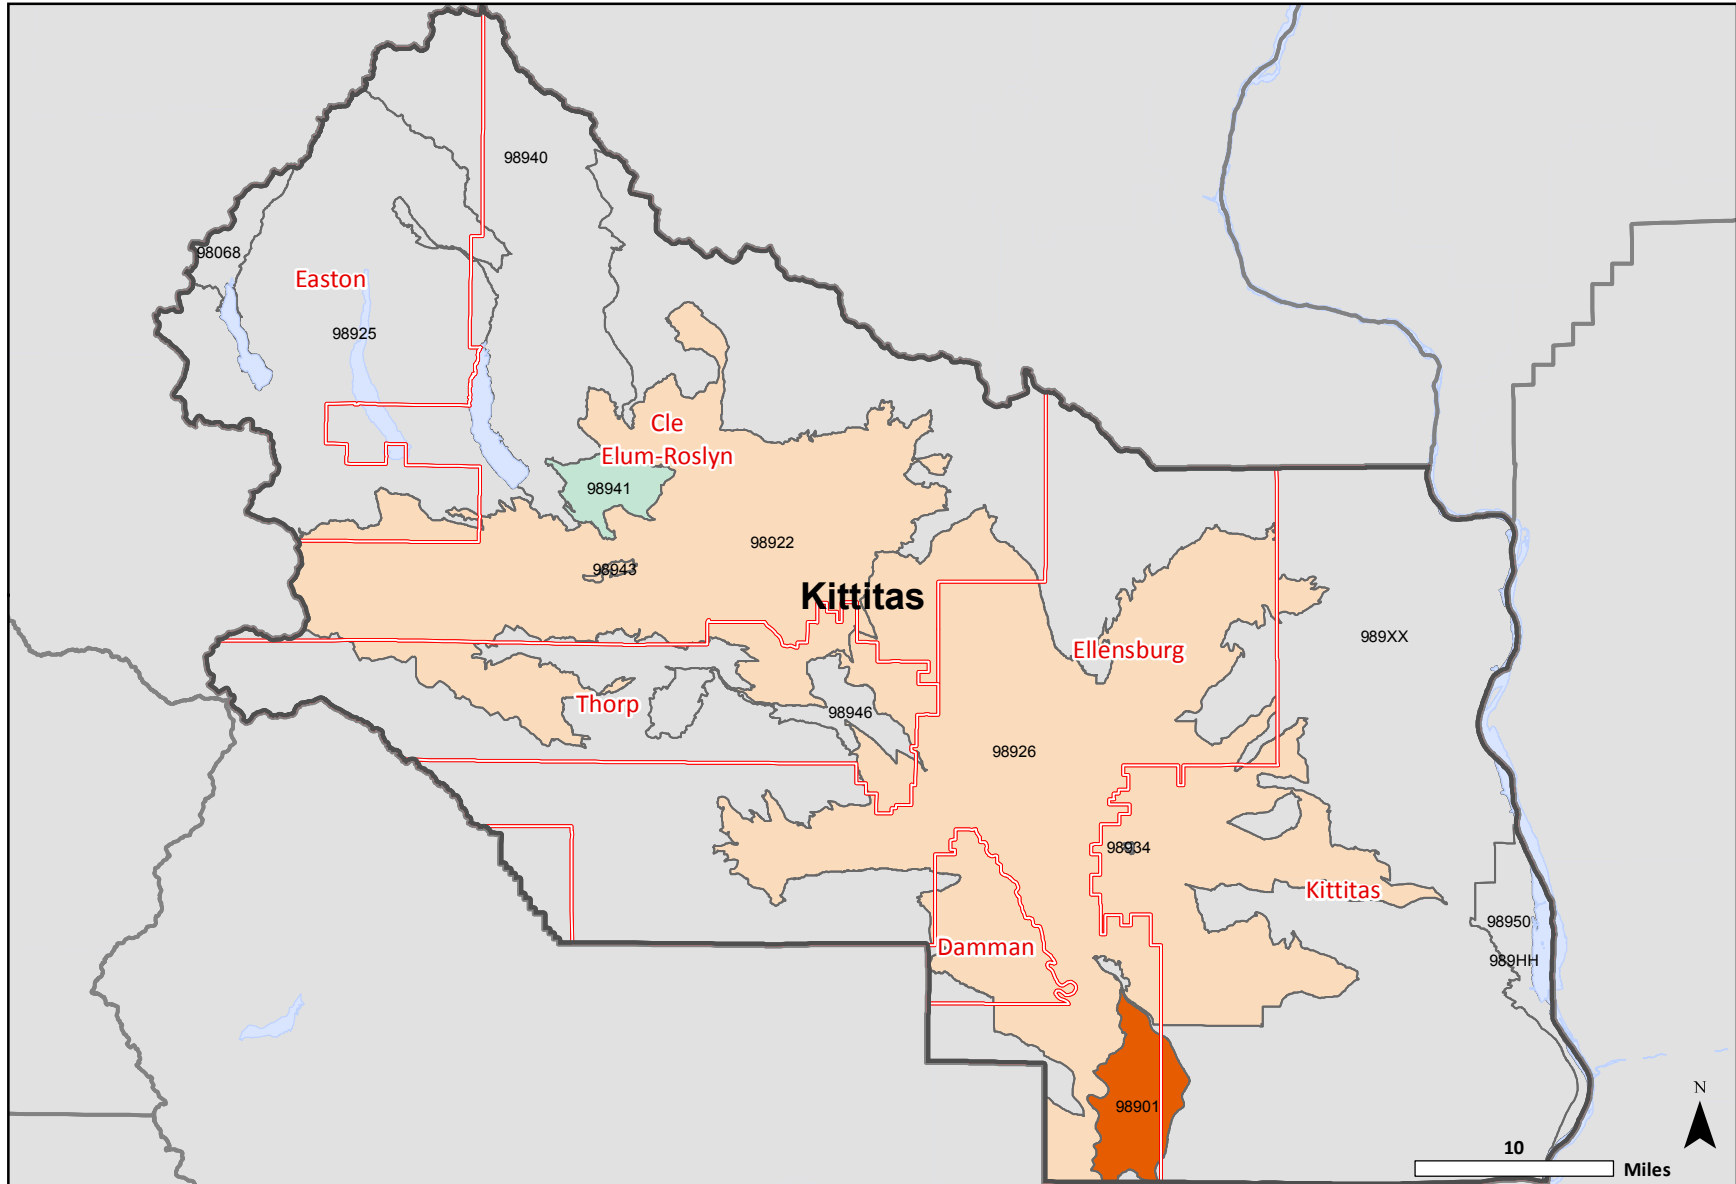 98940
98068
Easton
98925
Cle
Elum-Roslyn
98941
98922
98943
Kittitas
989XX
Ellensburg
Thorp
98946
98926
98934
Kittitas
98950
Damman
989HH
98901
N
10
Miles